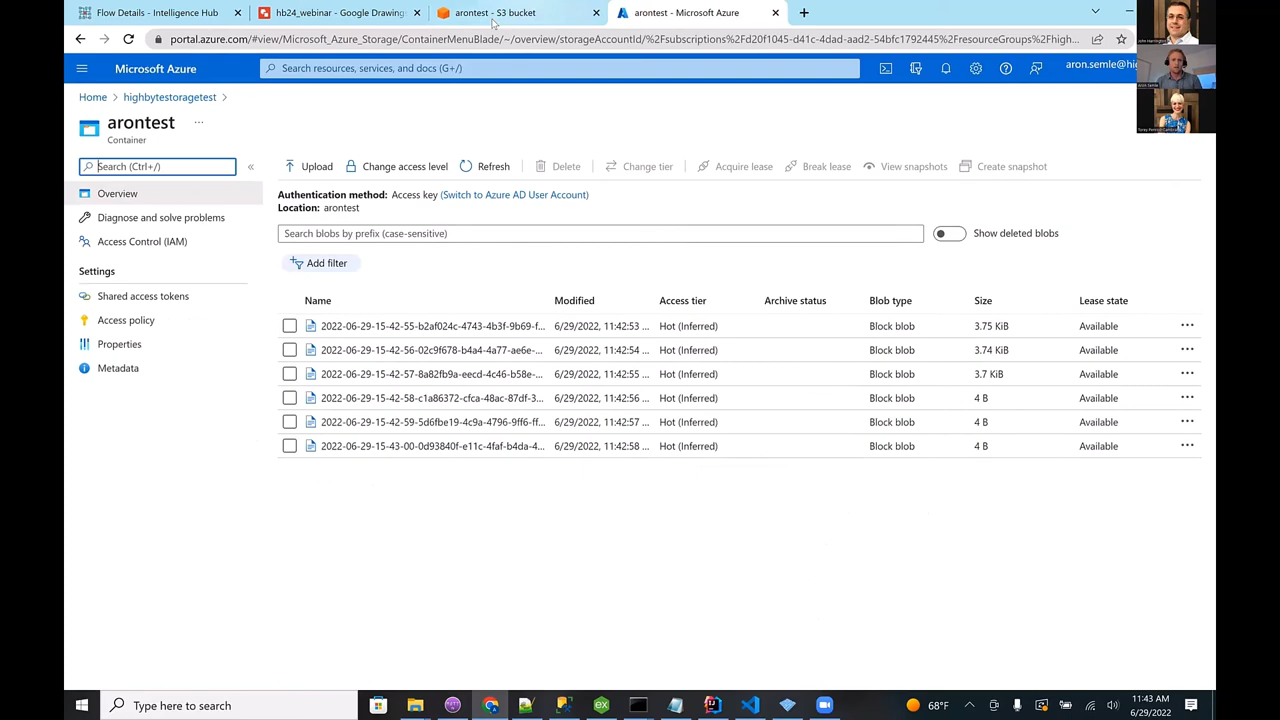 Flow Details - Intelligence Hub
hb24_webinar - Google Drawing
arontest - S3 bucket
arontest - Microsoft Azure
portal.azure.com/#view/Microsoft_Azure_Storage/ContainerMenuBlade/~/overview/storageAccountId/%2Fsubscriptions%2Fd20f1045-d41c-4dad-aad2-54bfc1792445%2FresourceGroups%2Fhigh...
Microsoft Azure
Search resources, services, and docs (G+/)
aron.semle@hi
Home > highbytestoragetest >
arontest ...
Container
Search (Ctrl+/)
«
Overview
Diagnose and solve problems
Access Control (IAM)
Settings
Shared access tokens
Access policy
Properties
Metadata
Upload Change access level Refresh Delete Change tier Acquire lease Break lease View snapshots Create snapshot
Authentication method: Access key (Switch to Azure AD User Account)
Location: arontest
Search blobs by prefix (case-sensitive)
Show deleted blobs
Add filter
Name Modified Access tier Archive status Blob type Size Lease state
2022-06-29-15-42-55-b2af024c-4743-4b3f-9b69-f... 6/29/2022, 11:42:53 ... Hot (Inferred) Block blob 3.75 KiB Available ...
2022-06-29-15-42-56-02c9f678-b4a4-4a77-ae6e-... 6/29/2022, 11:42:54 ... Hot (Inferred) Block blob 3.74 KiB Available ...
2022-06-29-15-42-57-8a82fb9a-eecd-4c46-b58e-... 6/29/2022, 11:42:55 ... Hot (Inferred) Block blob 3.7 KiB Available ...
2022-06-29-15-42-58-c1a86372-cfca-48ac-87df-3... 6/29/2022, 11:42:56 ... Hot (Inferred) Block blob 4 B Available ...
2022-06-29-15-42-59-5d6fbe19-4c9a-4796-9ff6-ff... 6/29/2022, 11:42:57 ... Hot (Inferred) Block blob 4 B Available ...
2022-06-29-15-43-00-0d93840f-e11c-4faf-b4da-4... 6/29/2022, 11:42:58 ... Hot (Inferred) Block blob 4 B Available ...
Type here to search
68°F
11:43 AM
6/29/2022